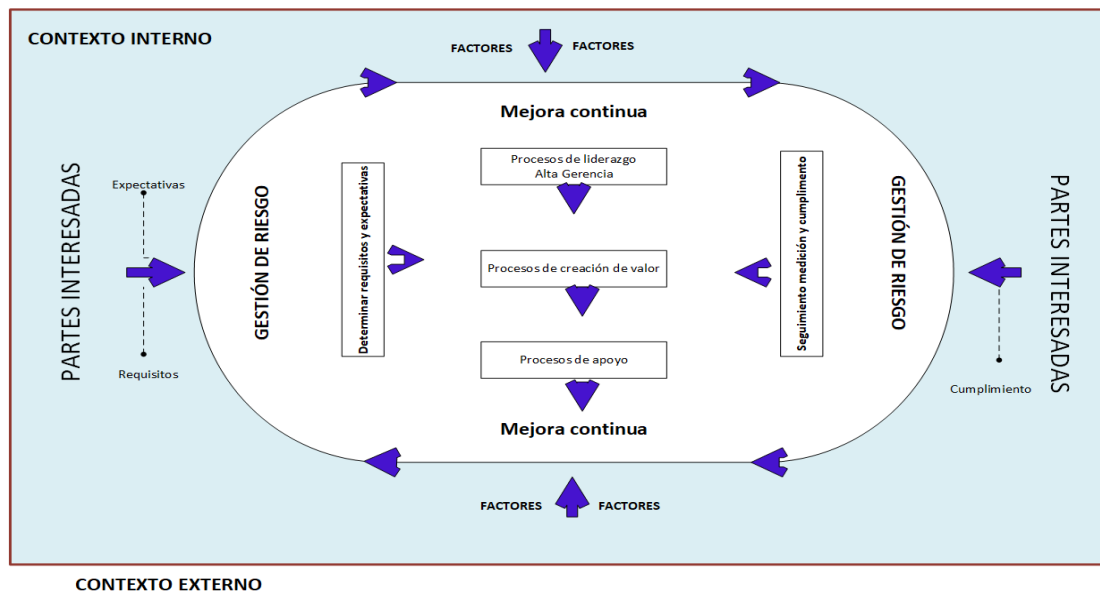 CONTEXTO INTERNO
FACTORES
FACTORES
Mejora continua
Procesos de liderazgo
Alta Gerencia
PARTES INTERESADAS
Expectativas
Requisitos
GESTIÓN DE RIESGO
Determinar requisitos y expectativas
Procesos de creación de valor
Seguimiento medición y cumplimento
GESTIÓN DE RIESGO
PARTES INTERESADAS
Cumplimiento
Procesos de apoyo
Mejora continua
FACTORES
FACTORES
CONTEXTO EXTERNO